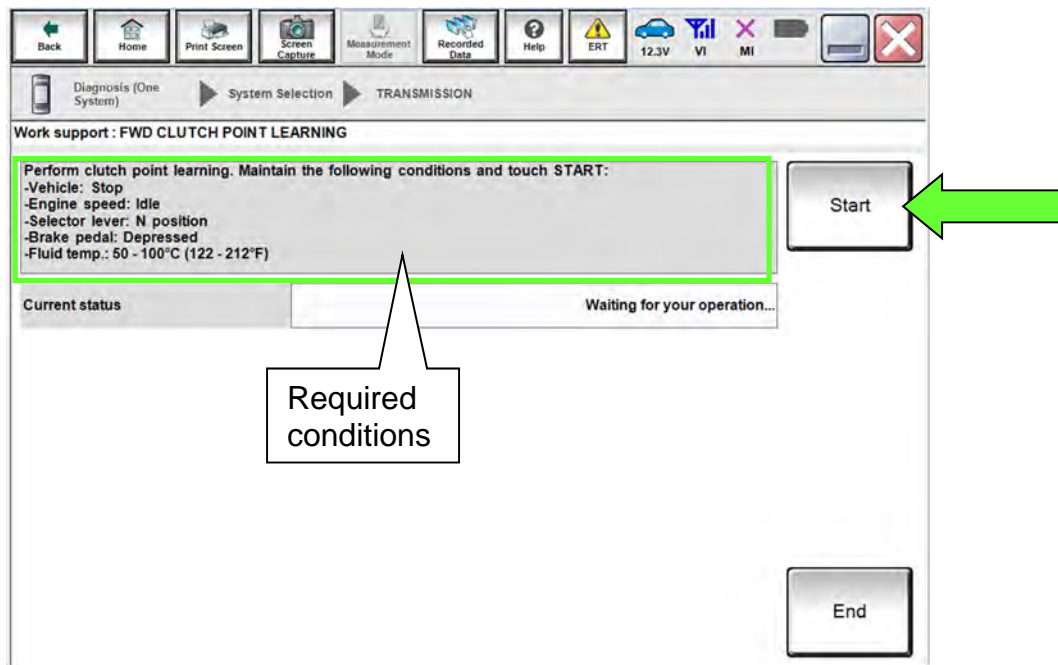 Back
Home
Print Screen
Screen
Capture
Measurement
Mode
Recorded
Data
Help
ERT
12.3V
VI
MI
Diagnosis (One
System)
System Selection
TRANSMISSION
Work support : FWD CLUTCH POINT LEARNING
Perform clutch point learning. Maintain the following conditions and touch START:
-Vehicle: Stop
-Engine speed: Idle
-Selector lever: N position
-Brake pedal: Depressed
-Fluid temp.: 50 - 100°C (122 - 212°F)
Start
Current status
Waiting for your operation...
Required
conditions
End